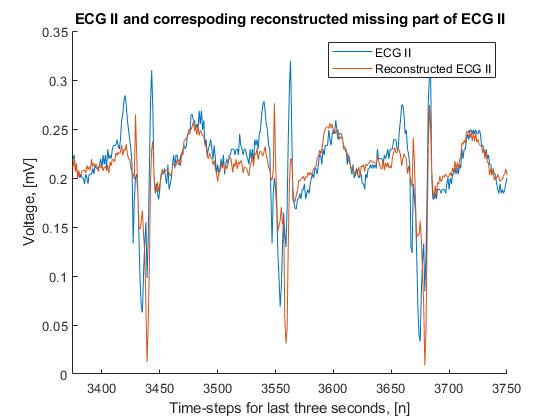 ECG II and correspoding reconstructed missing part of ECG II
ECG II
Reconstructed ECG II
Voltage, [mV]
0.35
0.3
0.25
0.2
0.15
0.1
0.05
0
3400 3450 3500 3550 3600 3650 3700 3750
Time-steps for last three seconds, [n]